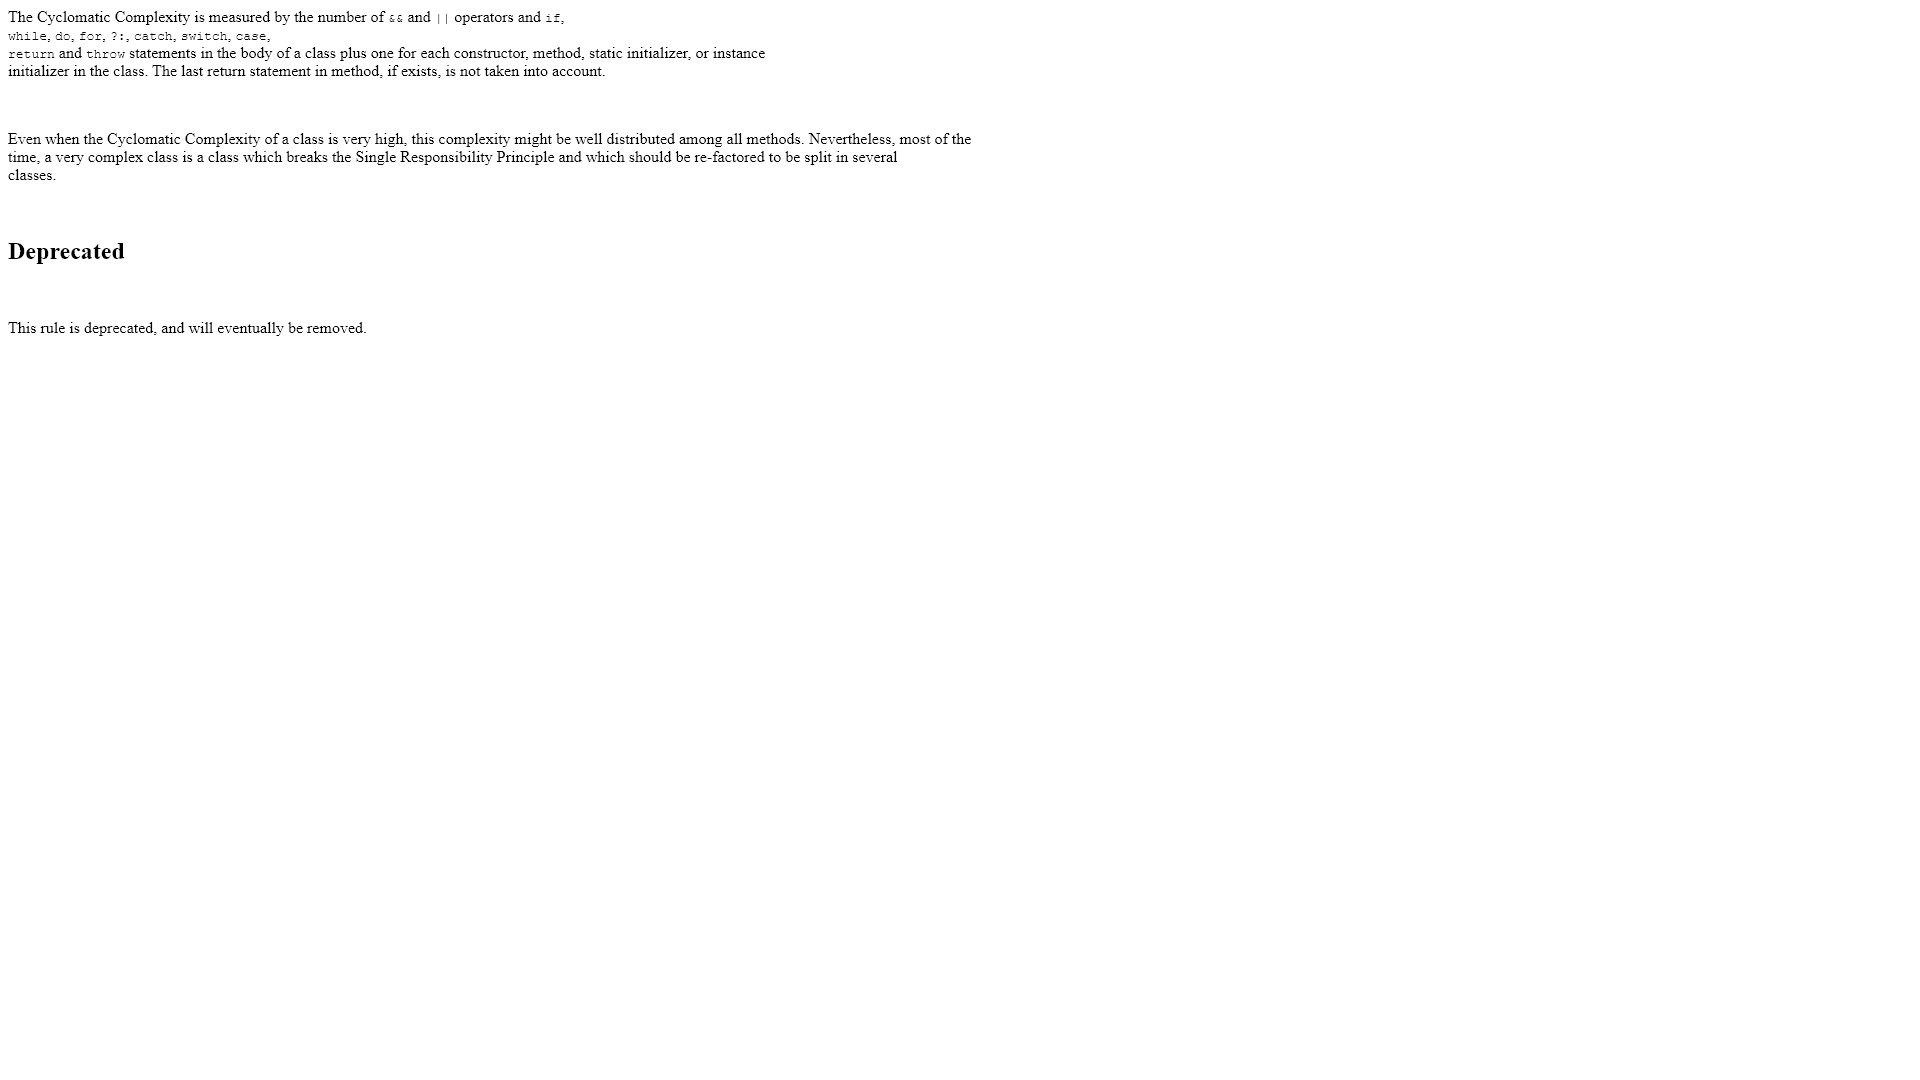 The Cyclomatic Complexity is measured by the number of && and || operators and if,
while, do, for, ?:, catch, switch, case,
return and throw statements in the body of a class plus one for each constructor, method, static initializer, or instance
initializer in the class. The last return statement in method, if exists, is not taken into account.
Even when the Cyclomatic Complexity of a class is very high, this complexity might be well distributed among all methods. Nevertheless, most of the
time, a very complex class is a class which breaks the Single Responsibility Principle and which should be re-factored to be split in several
classes.
Deprecated
This rule is deprecated, and will eventually be removed.